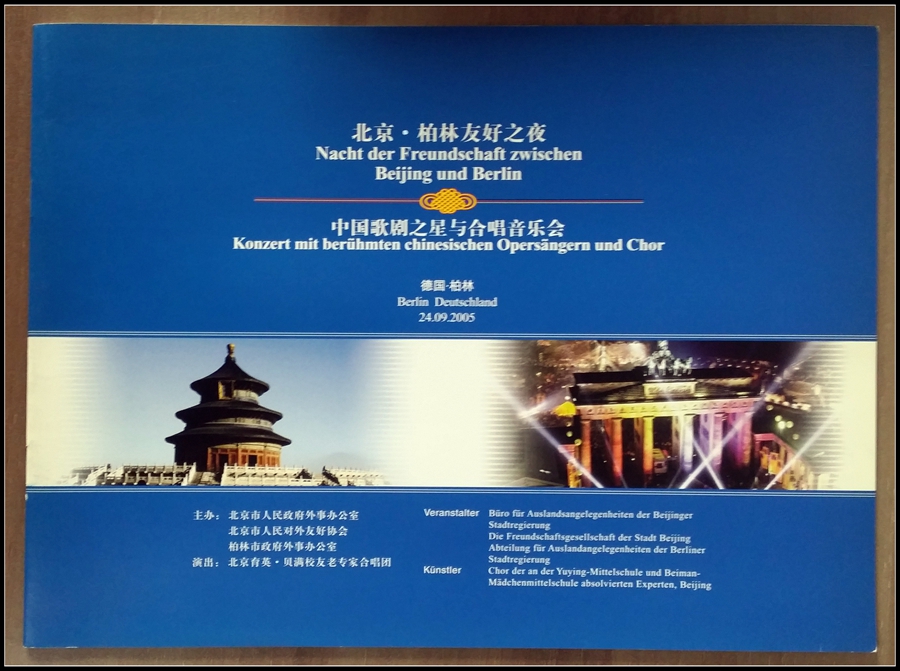 北京·柏林友好之夜
Nacht der Freundschaft zwischen
Beijing und Berlin
中国歌剧之星与合唱音乐会
Konzert mit berühmten chinesischen Opersängern und Chor
德国·柏林
Berlin Deutschland
24.09.2005
主办：北京市人民政府外事办公室
北京市人民对外友好协会
柏林市政府外事办公室
演出：北京育英·贝满校友老专家合唱团
Veranstalter Büro für Auslandsangelegenheiten der Beijinger
Stadtregierung
Die Freundschaftsgesellschaft der Stadt Beijing
Abteilung für Auslandangelegenheiten der Berliner
Stadtregierung
Künstler Chor der an der Yuying-Mittelschule und Beiman-
Mädchenmittelschule absolvierten Experten, Beijing